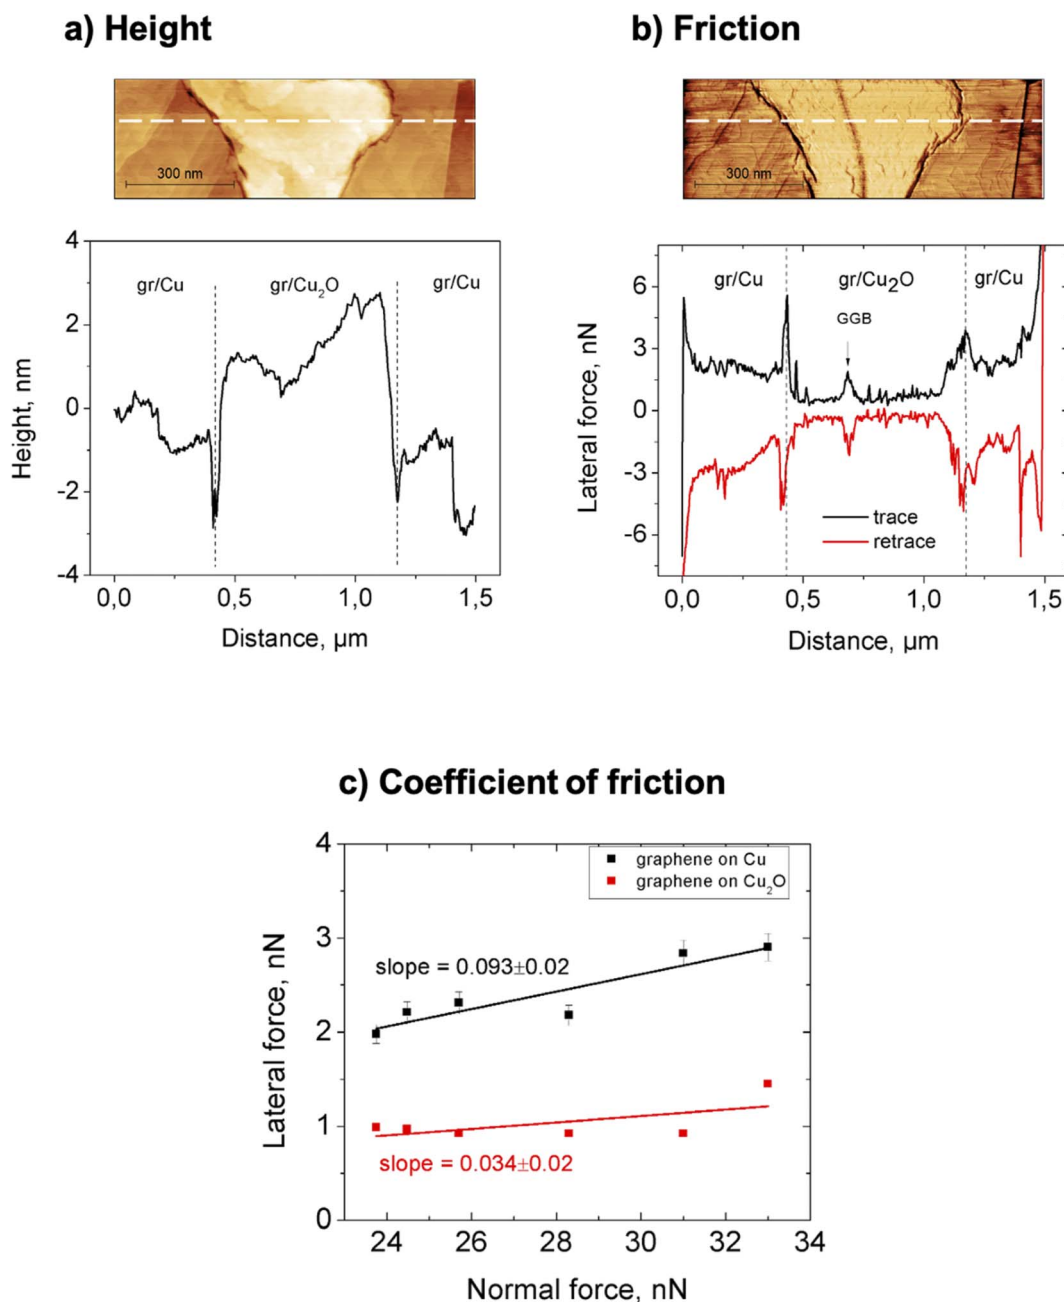 a) Height
b) Friction
300 nm
300 nm
4
2
0
-2
-4
Height, nm
gr/Cu
gr/Cu₂O
gr/Cu
0,0
0,5
1,0
1,5
Distance, µm
6
3
0
-3
-6
Lateral force, nN
gr/Cu
gr/Cu₂O
gr/Cu
GGB
trace
retrace
0,0
0,5
1,0
1,5
Distance, µm
c) Coefficient of friction
4
3
2
1
0
Lateral force, nN
graphene on Cu
graphene on Cu₂O
slope = 0.093±0.02
slope = 0.034±0.02
24
26
28
30
32
34
Normal force, nN